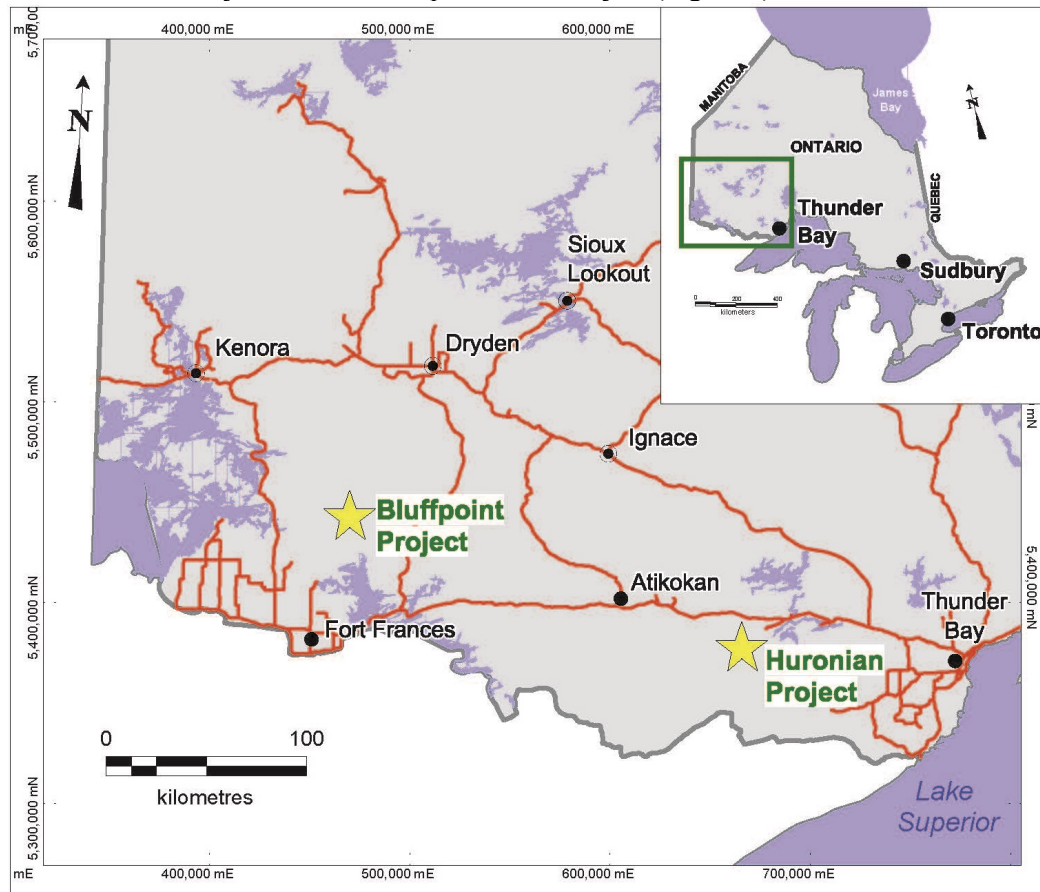 400,000 mE
500,000 mE
600,000 mE
5,700
mE
N
5,600,000 mN
5,500,000 mN
5,400,000 mN
5,300,000 mN
Sioux
Lookout
Kenora
Dryden
Ignace
Bluffpoint
Project
Atikokan
Fort Frances
Thunder
Bay
Huronian
Project
0
100
kilometres
Lake
Superior
mN
5,400,000 mN
mE
400,000 mE
500,000 mE
600,000 mE
700,000 mE
MANITOBA
James
Bay
N
ONTARIO
QUEBEC
Thunder
Bay
Sudbury
Toronto
0 200 400
kilometers